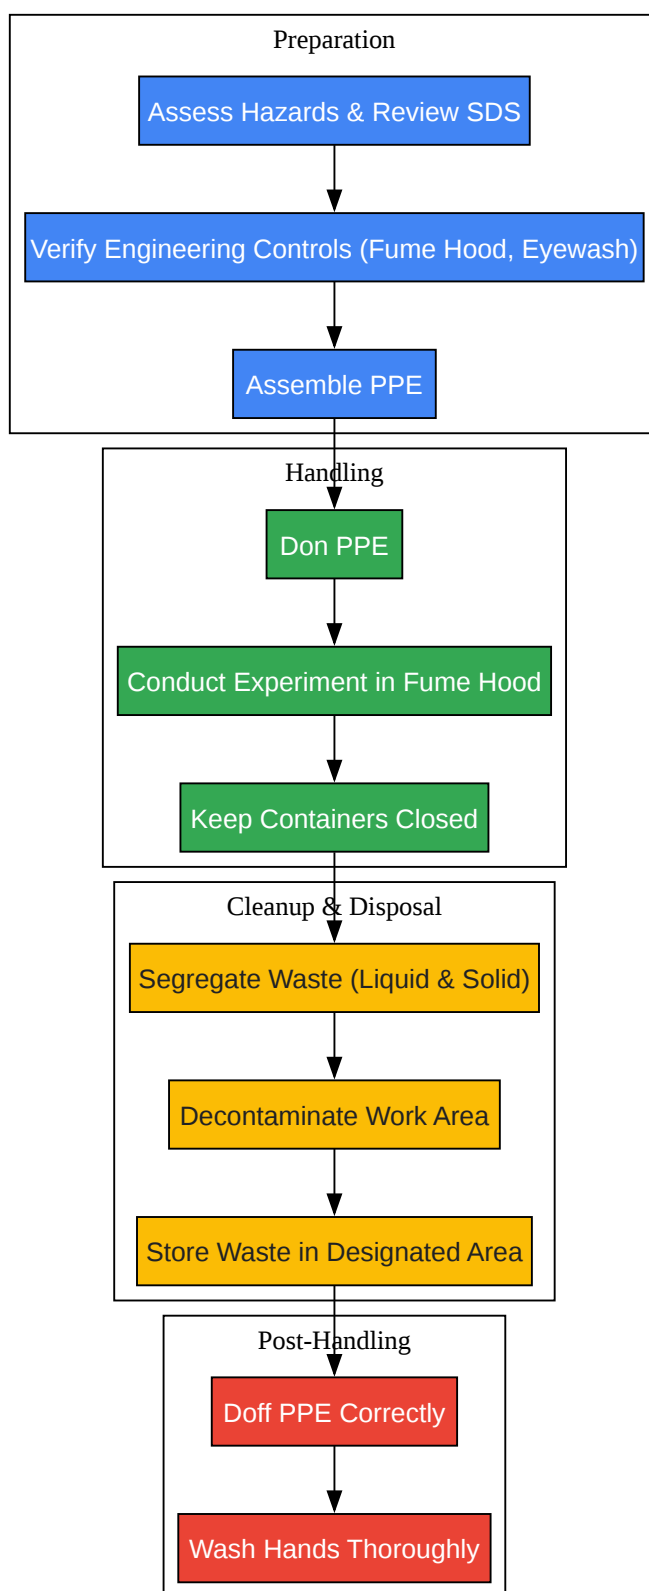 Preparation
Assess Hazards & Review SDS
Verify Engineering Controls (Fume Hood, Eyewash)
Assemble PPE
Handling
Don PPE
Conduct Experiment in Fume Hood
Keep Containers Closed
Cleanup & Disposal
Segregate Waste (Liquid & Solid)
Decontaminate Work Area
Store Waste in Designated Area
Post-Handling
Doff PPE Correctly
Wash Hands Thoroughly